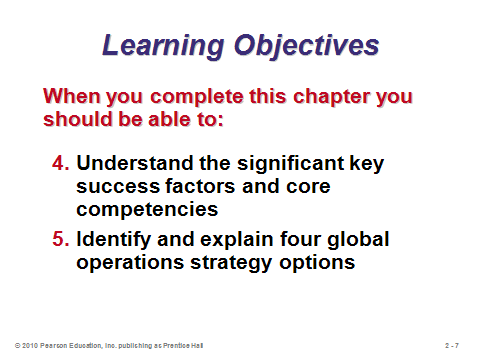 Learning Objectives
When you complete this chapter you
should be able to:
4. Understand the significant key
success factors and core
competencies
5. Identify and explain four global
operations strategy options
© 2010 Pearson Education, Inc. publishing as Prentice Hall
2 - 7